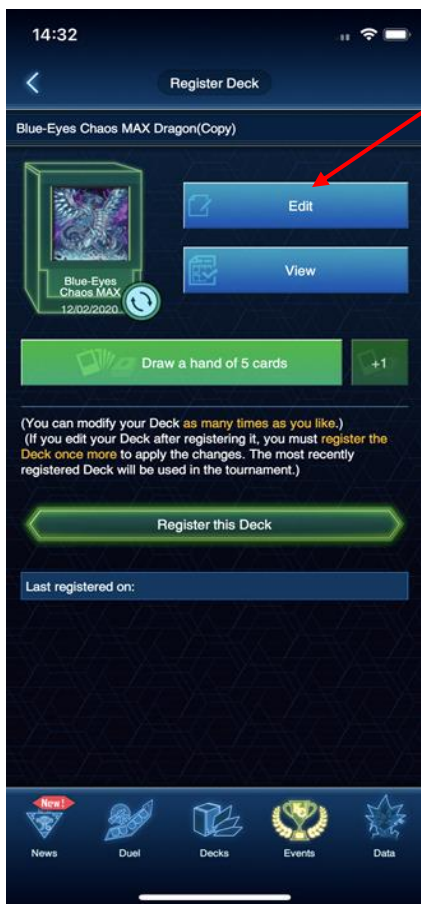 14:32
Register Deck
Blue-Eyes Chaos MAX Dragon(Copy)
Edit
Blue-Eyes
Chaos MAX
12/02/2020
View
Draw a hand of 5 cards
+1
(You can modify your Deck as many times as you like.)
(If you edit your Deck after registering it, you must register the
Deck once more to apply the changes. The most recently
registered Deck will be used in the tournament.)
Register this Deck
Last registered on:
New!
News
Duel
Decks
Events
Data